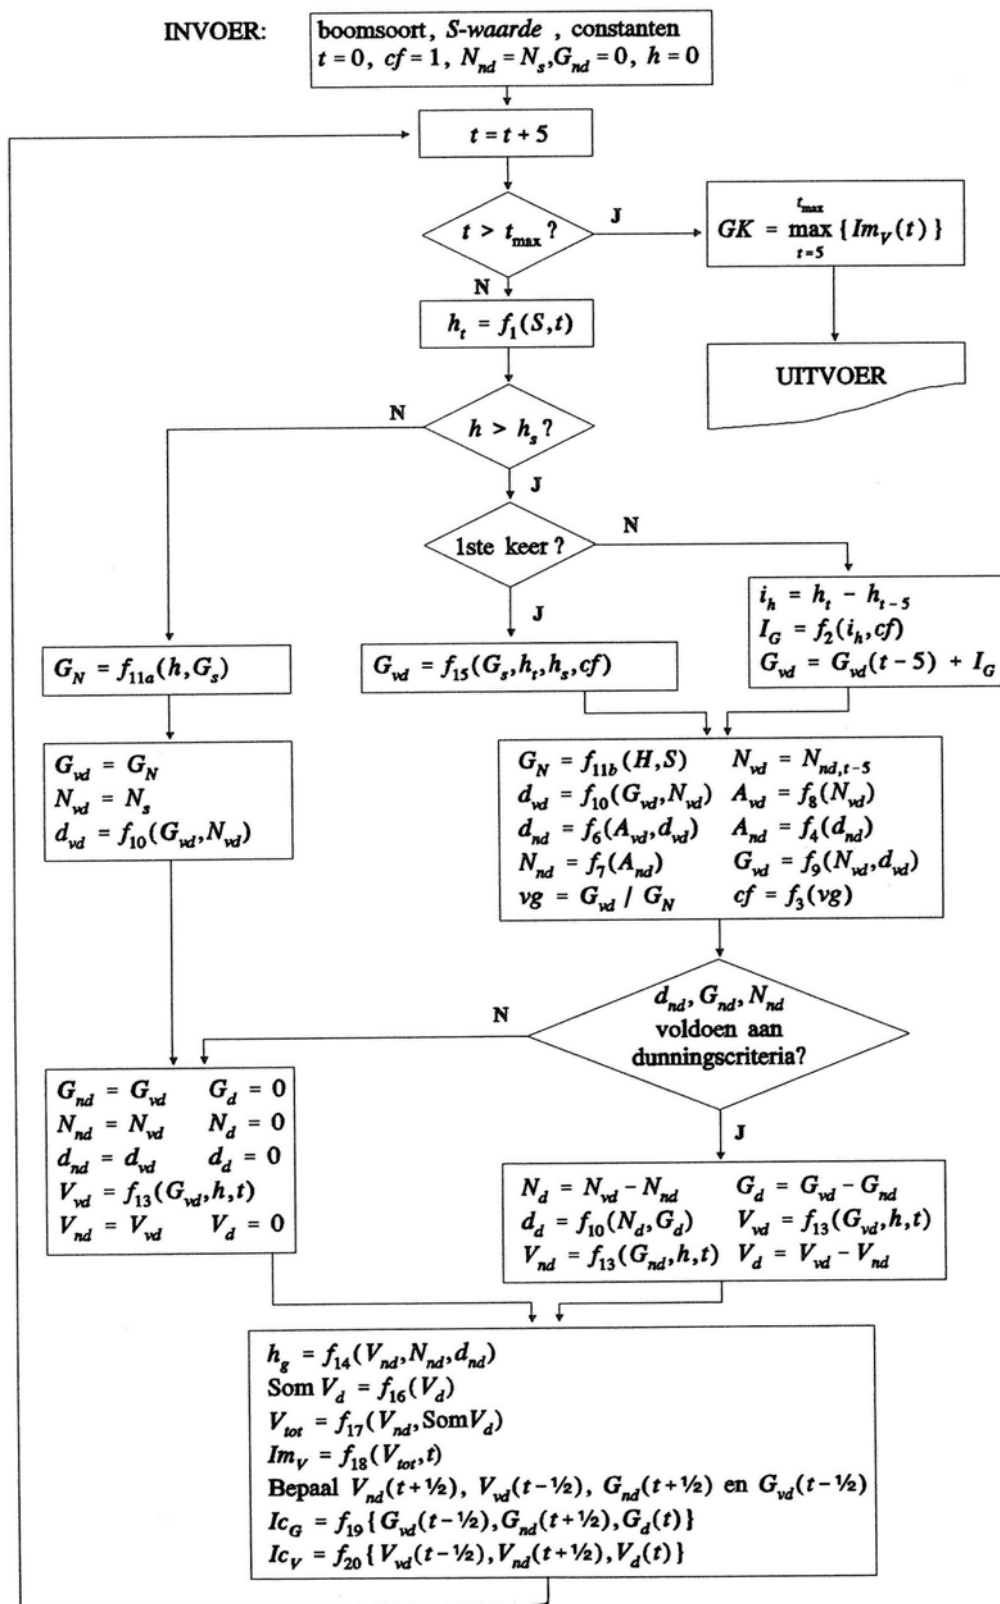 INVOER: boomsoort, S-waarde , constanten
t = 0, cf = 1, N_nd = N_s, G_nd = 0, h = 0
t = t + 5
t > t_max ?
J
N
GK = max_{t=5}^{t_max} { Im_V(t) }
UITVOER
h_t = f_1(S,t)
h > h_s ?
N
J
1ste keer ?
N
J
i_h = h_t − h_{t−5}
I_G = f_2(i_h,cf)
G_vd = G_vd(t−5) + I_G
G_N = f_11a(h,G_s)
G_vd = f_15(G_s,h_t,h_s,cf)
G_vd = G_N
N_vd = N_s
d_vd = f_10(G_vd,N_vd)
G_N = f_11b(H,S) N_vd = N_{nd,t−5}
d_vd = f_10(G_vd,N_vd) A_vd = f_8(N_vd)
d_nd = f_6(A_vd,d_vd) A_nd = f_4(d_nd)
N_nd = f_7(A_nd) G_vd = f_9(N_vd,d_vd)
vg = G_vd / G_N cf = f_3(vg)
d_nd, G_nd, N_nd
voldoen aan
dunningscriteria?
N
J
G_nd = G_vd G_d = 0
N_nd = N_vd N_d = 0
d_nd = d_vd d_d = 0
V_vd = f_13(G_vd,h,t)
V_nd = V_vd V_d = 0
N_d = N_vd − N_nd G_d = G_vd − G_nd
d_d = f_10(N_d,G_d) V_vd = f_13(G_vd,h,t)
V_nd = f_13(G_nd,h,t) V_d = V_vd − V_nd
h_g = f_14(V_nd,N_nd,d_nd)
Som V_d = f_16(V_d)
V_tot = f_17(V_nd,SomV_d)
Im_V = f_18(V_tot,t)
Bepaal V_nd(t+½), V_vd(t−½), G_nd(t+½) en G_vd(t−½)
Ic_G = f_19{G_vd(t−½),G_nd(t+½),G_d(t)}
Ic_V = f_20{V_vd(t−½),V_nd(t+½),V_d(t)}